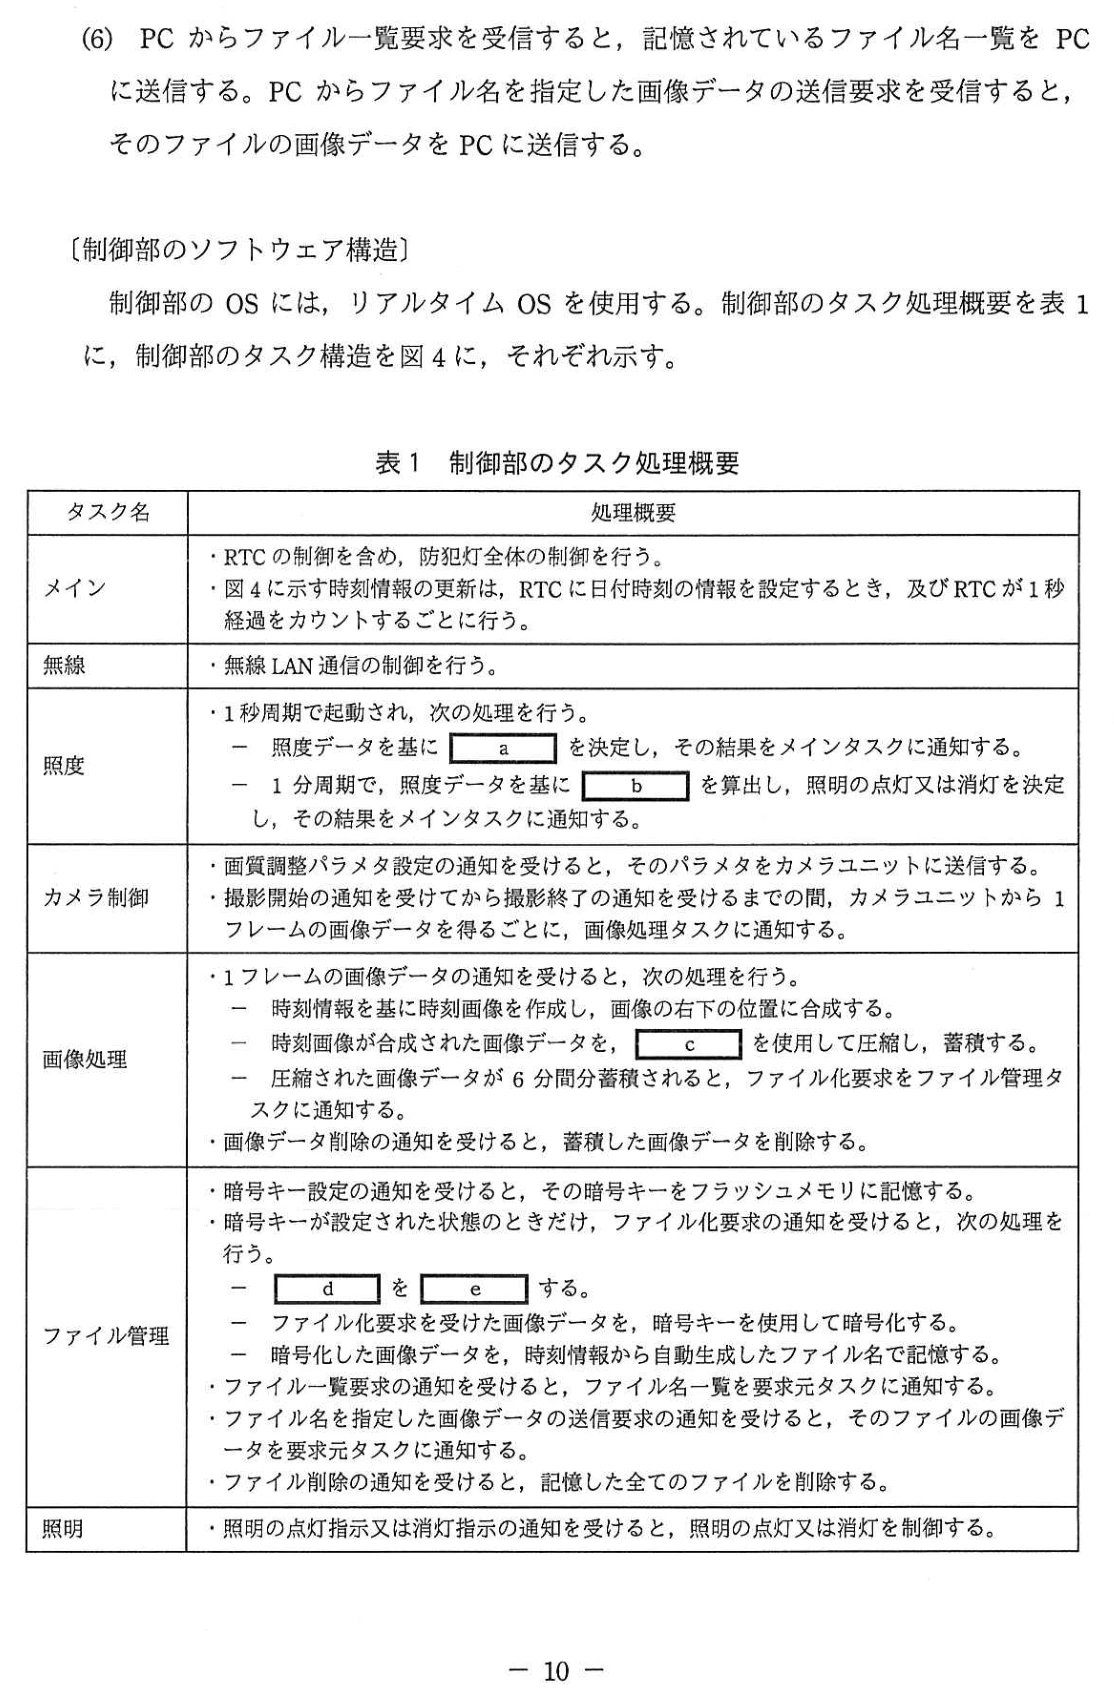 (6) PC からファイル一覧要求を受信すると，記憶されているファイル名一覧を PC
に送信する。PC からファイル名を指定した画像データの送信要求を受信すると，
そのファイルの画像データを PC に送信する。
〔制御部のソフトウェア構造〕
制御部の OS には，リアルタイム OS を使用する。制御部のタスク処理概要を表 1
に，制御部のタスク構造を図 4 に，それぞれ示す。
表 1 制御部のタスク処理概要
タスク名 処理概要
メイン
・RTC の制御を含め，防犯灯全体の制御を行う。
・図 4 に示す時刻情報の更新は，RTC に日付時刻の情報を設定するとき，及び RTC が 1 秒
経過をカウントするごとに行う。
無線 ・無線 LAN 通信の制御を行う。
照度
・1 秒周期で起動され，次の処理を行う。
－ 照度データを基に a を決定し，その結果をメインタスクに通知する。
－ 1 分周期で，照度データを基に b を算出し，照明の点灯又は消灯を決定
し，その結果をメインタスクに通知する。
カメラ制御
・画質調整パラメタ設定の通知を受けると，そのパラメタをカメラユニットに送信する。
・撮影開始の通知を受けてから撮影終了の通知を受けるまでの間，カメラユニットから 1
フレームの画像データを得るごとに，画像処理タスクに通知する。
画像処理
・1 フレームの画像データの通知を受けると，次の処理を行う。
－ 時刻情報を基に時刻画像を作成し，画像の右下の位置に合成する。
－ 時刻画像が合成された画像データを， c を使用して圧縮し，蓄積する。
－ 圧縮された画像データが 6 分間分蓄積されると，ファイル化要求をファイル管理タ
スクに通知する。
・画像データ削除の通知を受けると，蓄積した画像データを削除する。
ファイル管理
・暗号キー設定の通知を受けると，その暗号キーをフラッシュメモリに記憶する。
・暗号キーが設定された状態のときだけ，ファイル化要求の通知を受けると，次の処理を
行う。
－ d を e する。
－ ファイル化要求を受けた画像データを，暗号キーを使用して暗号化する。
－ 暗号化した画像データを，時刻情報から自動生成したファイル名で記憶する。
・ファイル一覧要求の通知を受けると，ファイル名一覧を要求元タスクに通知する。
・ファイル名を指定した画像データの送信要求の通知を受けると，そのファイルの画像デ
ータを要求元タスクに通知する。
・ファイル削除の通知を受けると，記憶した全てのファイルを削除する。
照明 ・照明の点灯指示又は消灯指示の通知を受けると，照明の点灯又は消灯を制御する。
－ 10 －